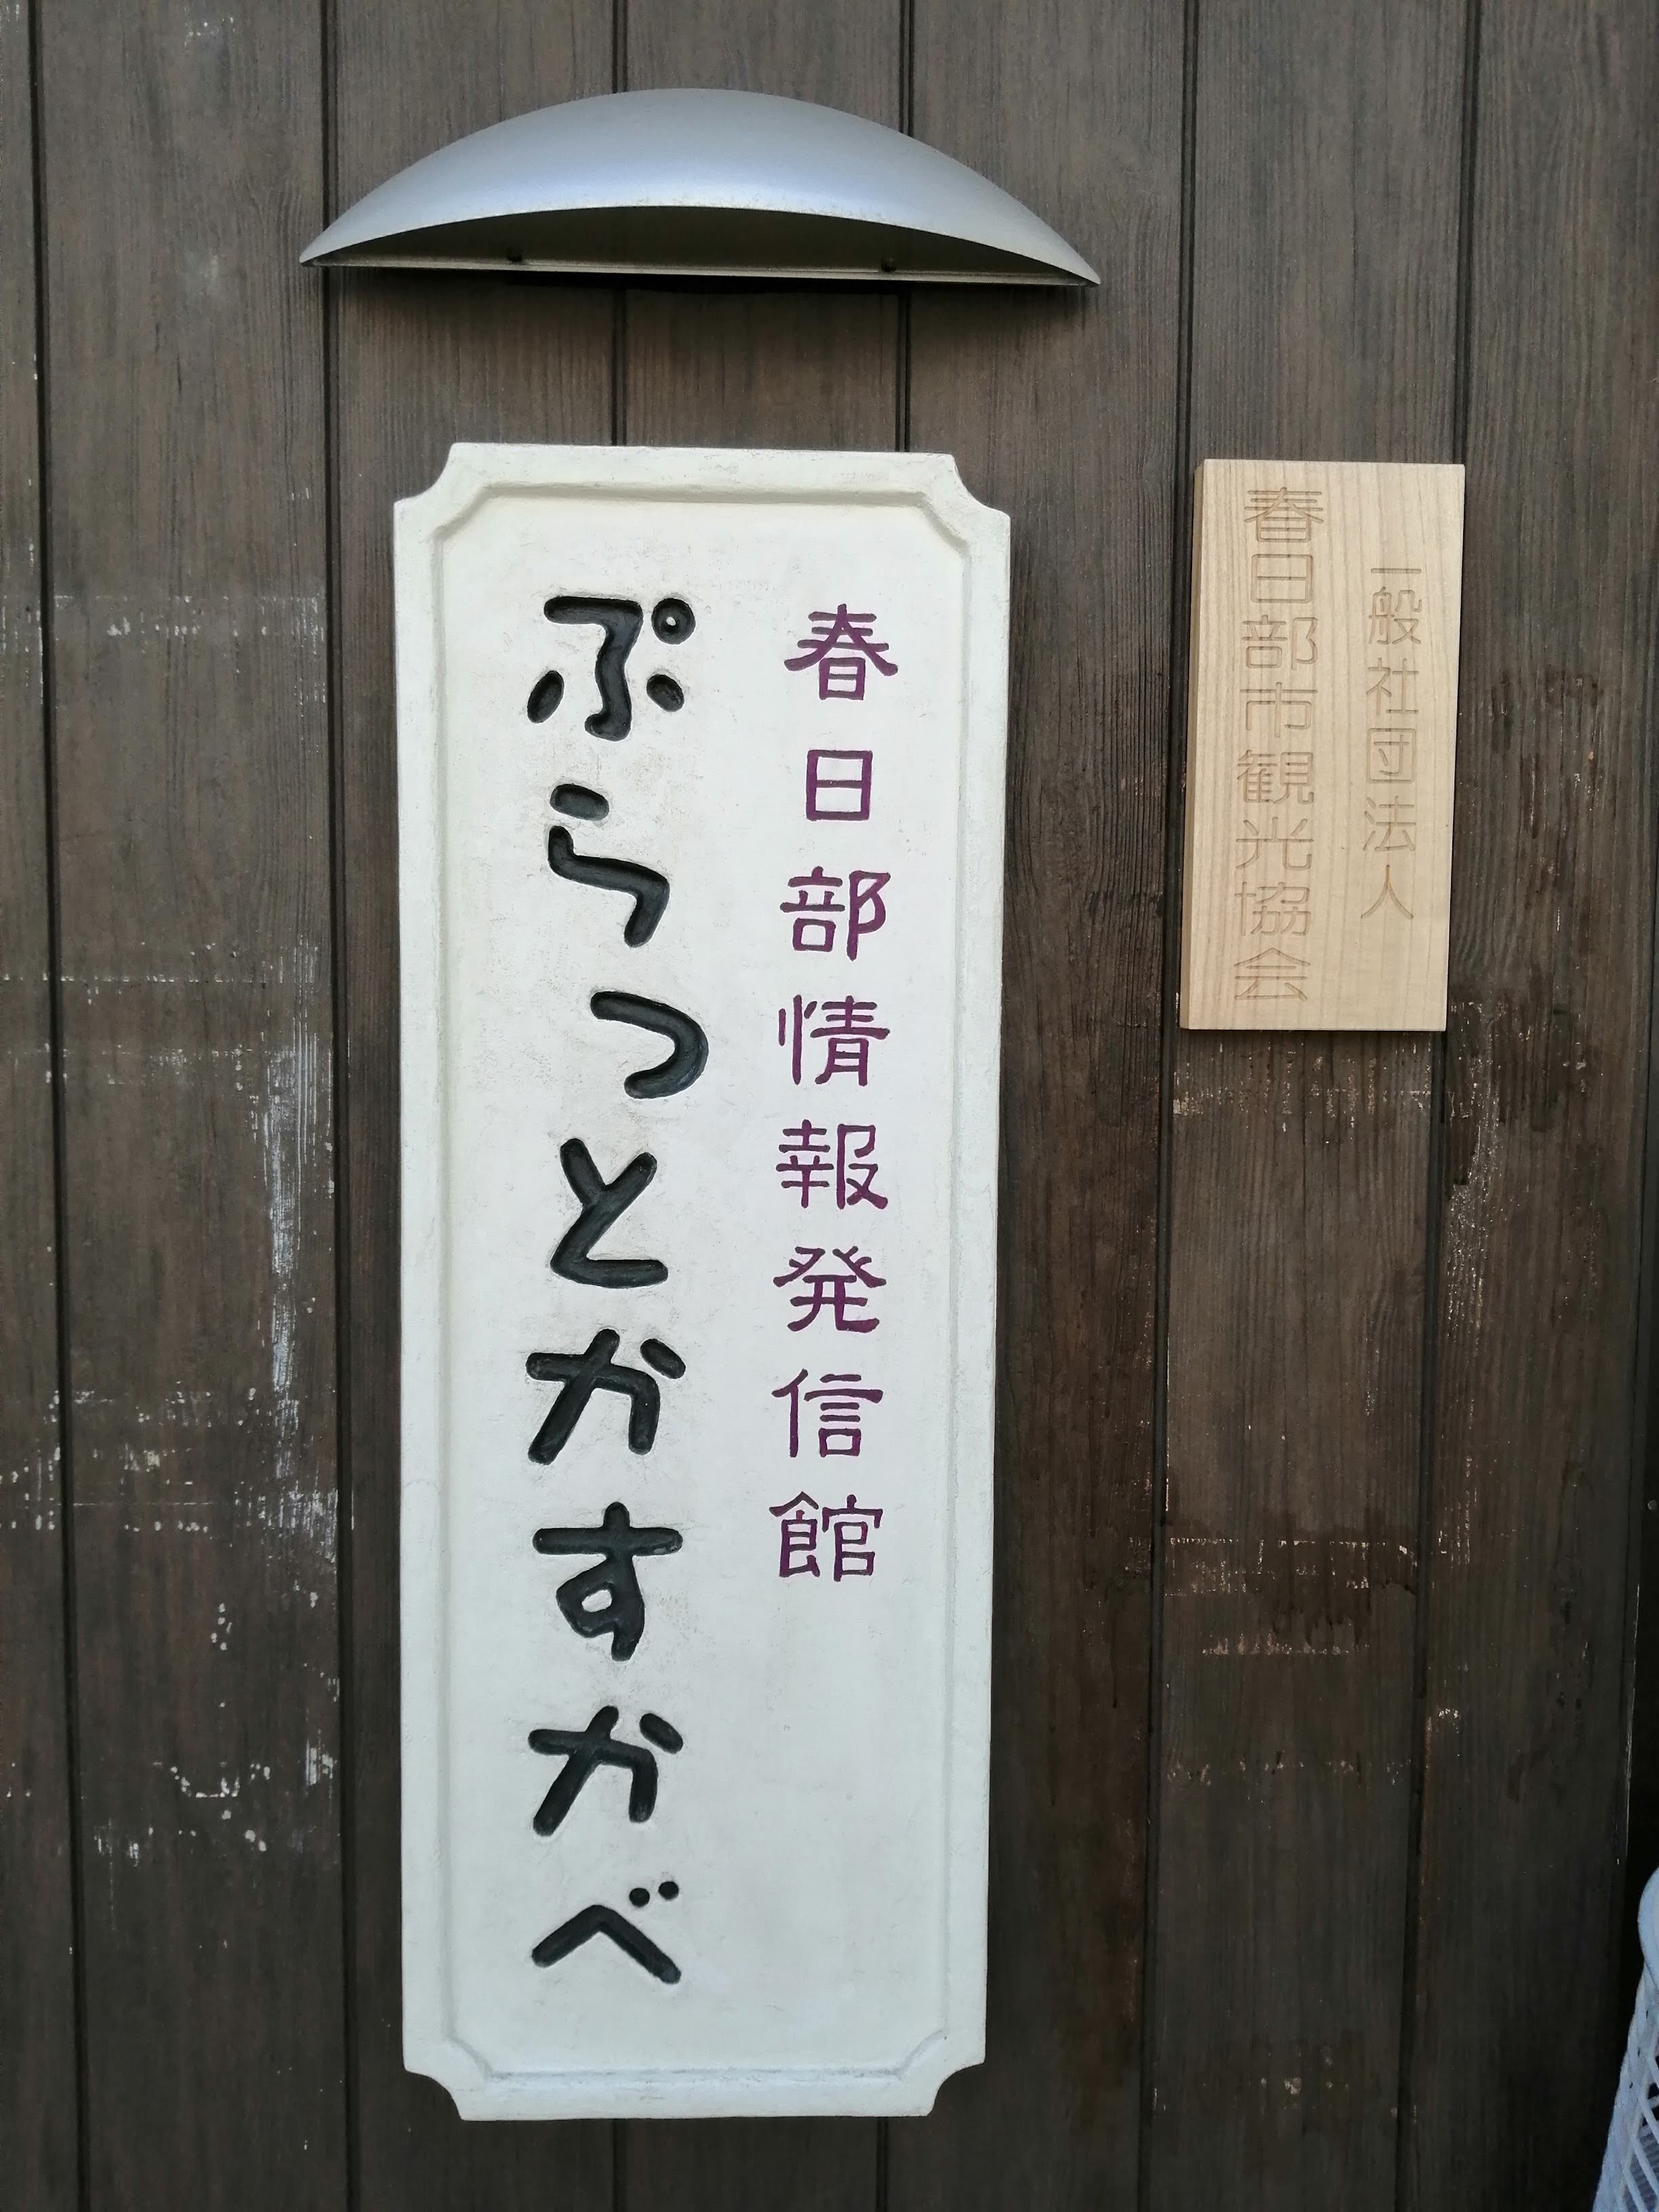 一般社団法人
春日部市観光協会
春日部情報発信館
ぷらっとかすかべ